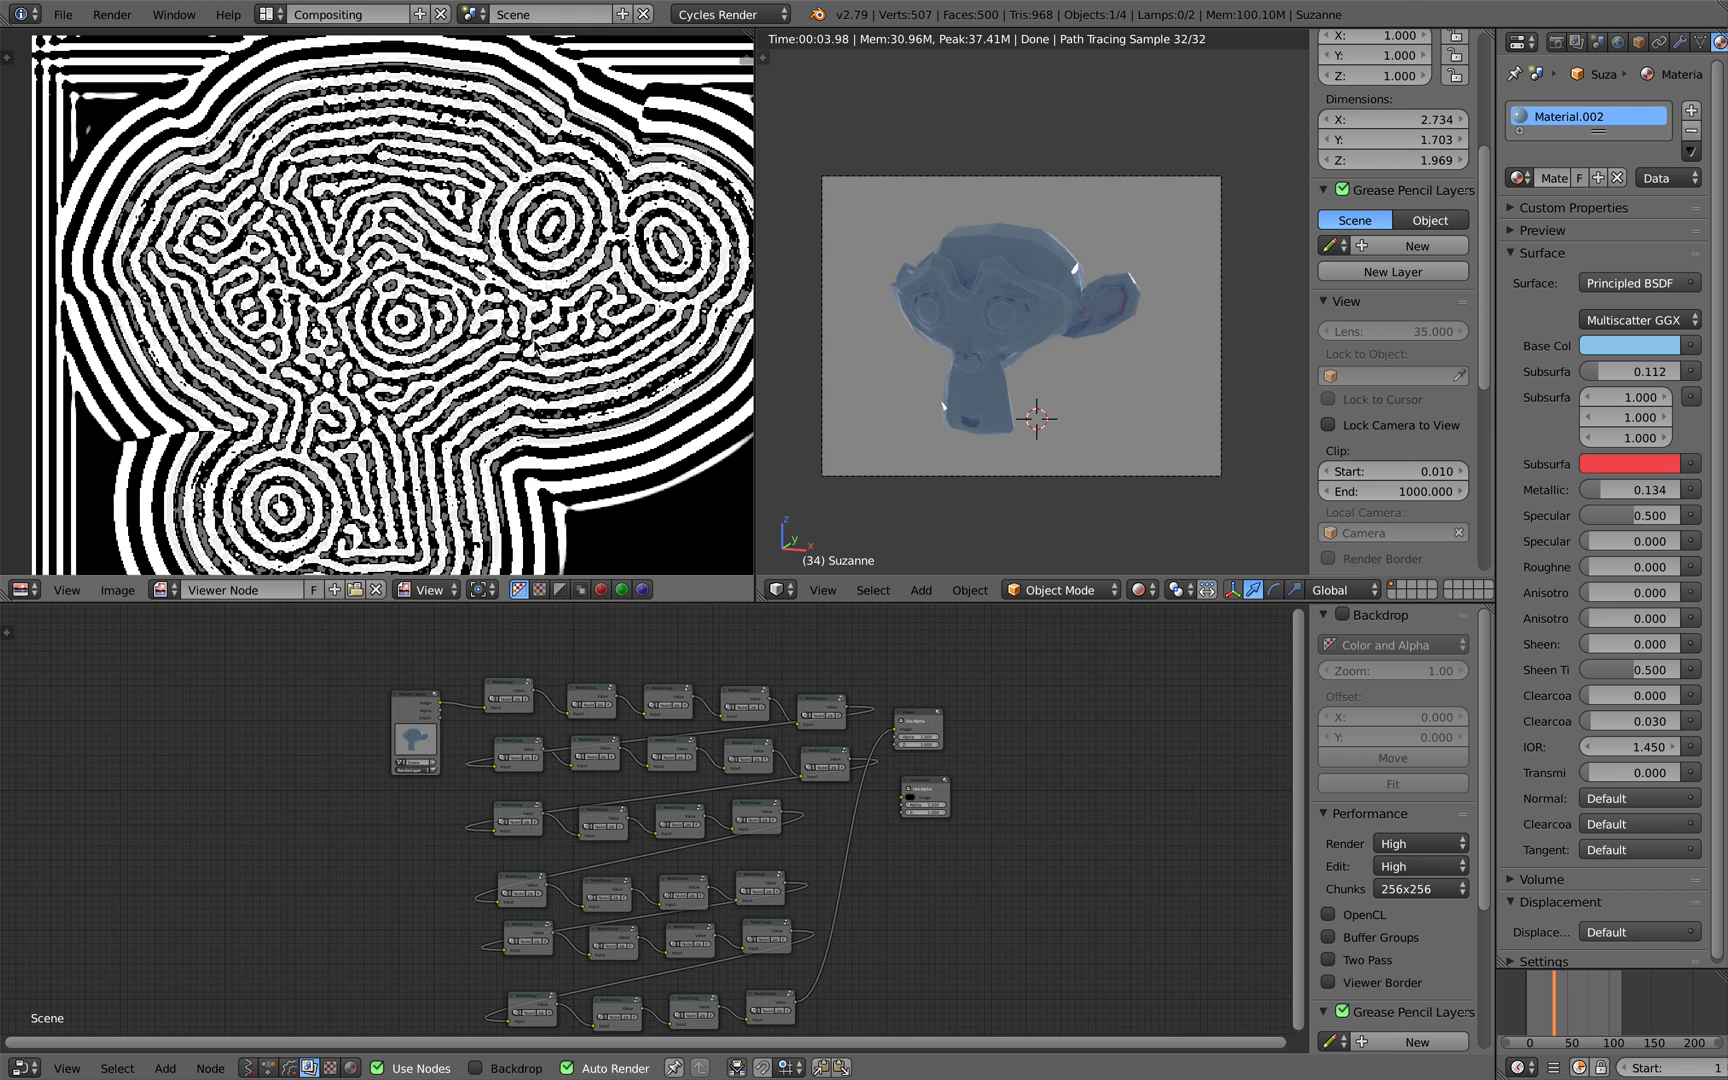 File Render Window Help Compositing Scene Cycles Render v2.79 | Verts:507 | Faces:500 | Tris:968 | Objects:1/4 | Lamps:0/2 | Mem:100.10M | Suzanne
Time:00:03.98 | Mem:30.96M, Peak:37.41M | Done | Path Tracing Sample 32/32
X: 1.000
Y: 1.000
Z: 1.000
Dimensions:
X: 2.734
Y: 1.703
Z: 1.969
Grease Pencil Layers
Scene Object
New
New Layer
View
Lens: 35.000
Lock to Object:
Lock to Cursor
Lock Camera to View
Clip:
Start: 0.010
End: 1000.000
Local Camera:
Camera
Render Border
z
y
x
(34) Suzanne
View Image Viewer Node F View
View Select Add Object Object Mode Global
Suza Materia
Material.002
Mate F Data
Custom Properties
Preview
Surface
Surface: Principled BSDF
Multiscatter GGX
Base Col
Subsurfa 0.112
Subsurfa 1.000
1.000
1.000
Subsurfa
Metallic: 0.134
Specular 0.500
Specular 0.000
Roughne 0.000
Anisotro 0.000
Anisotro 0.000
Sheen: 0.000
Sheen Ti 0.500
Clearcoa 0.000
Clearcoa 0.030
IOR: 1.450
Transmi 0.000
Normal: Default
Clearcoa Default
Tangent: Default
Volume
Displacement
Displace... Default
Settings
Backdrop
Color and Alpha
Zoom: 1.00
Offset:
X: 0.000
Y: 0.000
Move
Fit
Performance
Render High
Edit: High
Chunks 256x256
OpenCL
Buffer Groups
Two Pass
Viewer Border
Grease Pencil Layers
New
Scene
View Select Add Node Use Nodes Backdrop Auto Render
0 50 100 150 200
Start: 1